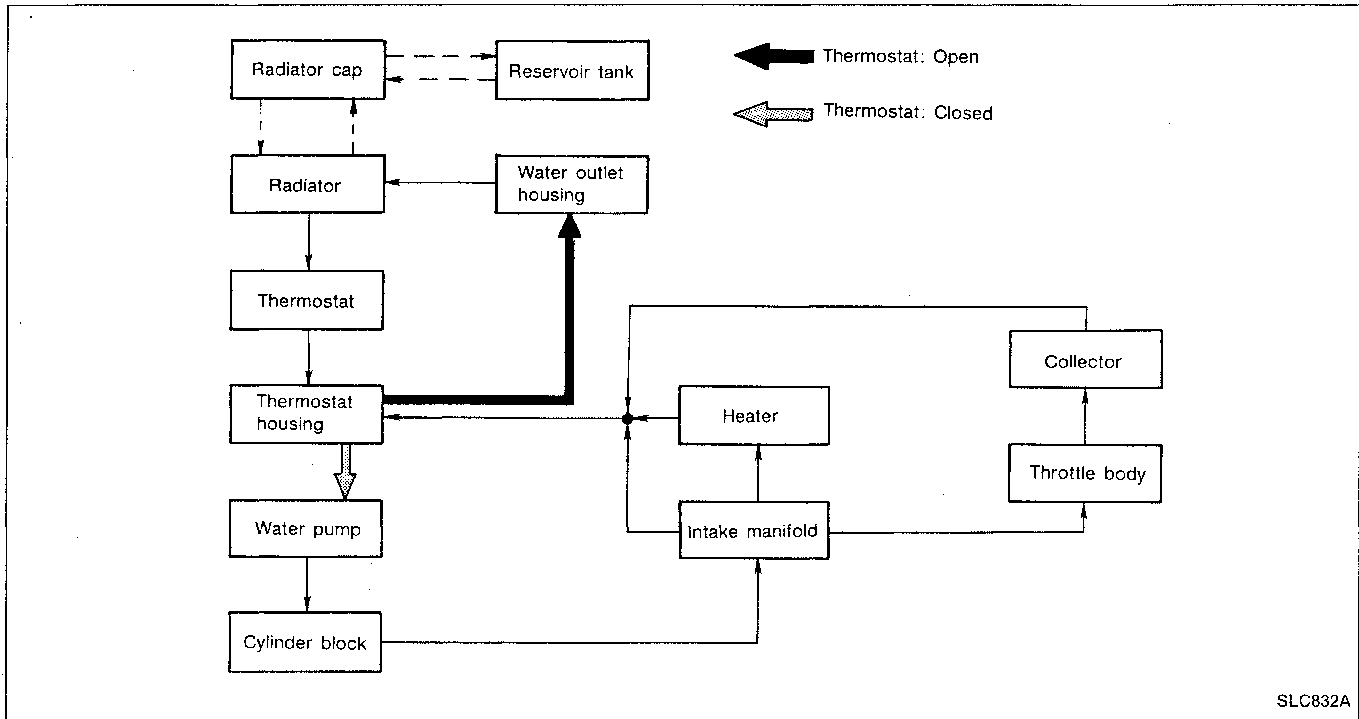 Radiator cap
Reservoir tank
Thermostat: Open
Thermostat: Closed
Radiator
Water outlet
housing
Thermostat
Collector
Thermostat
housing
Heater
Throttle body
Water pump
Intake manifold
Cylinder block
SLC832A